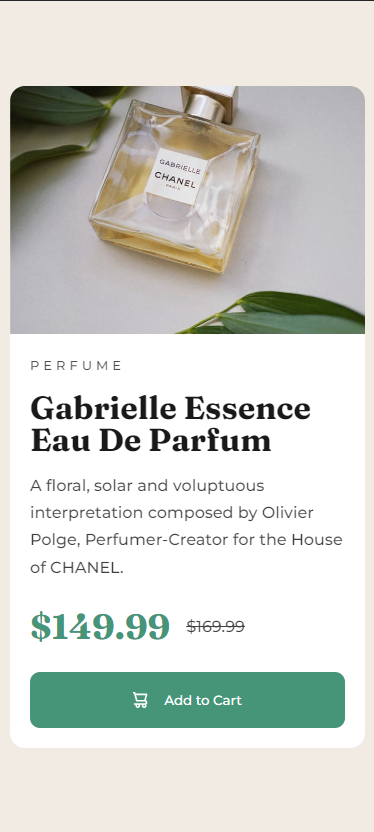 GABRIELLE
CHANEL
PARIS
PERFUME
Gabrielle Essence
Eau De Parfum
A floral, solar and voluptuous
interpretation composed by Olivier
Polge, Perfumer-Creator for the House
of CHANEL.
$149.99 $169.99
Add to Cart